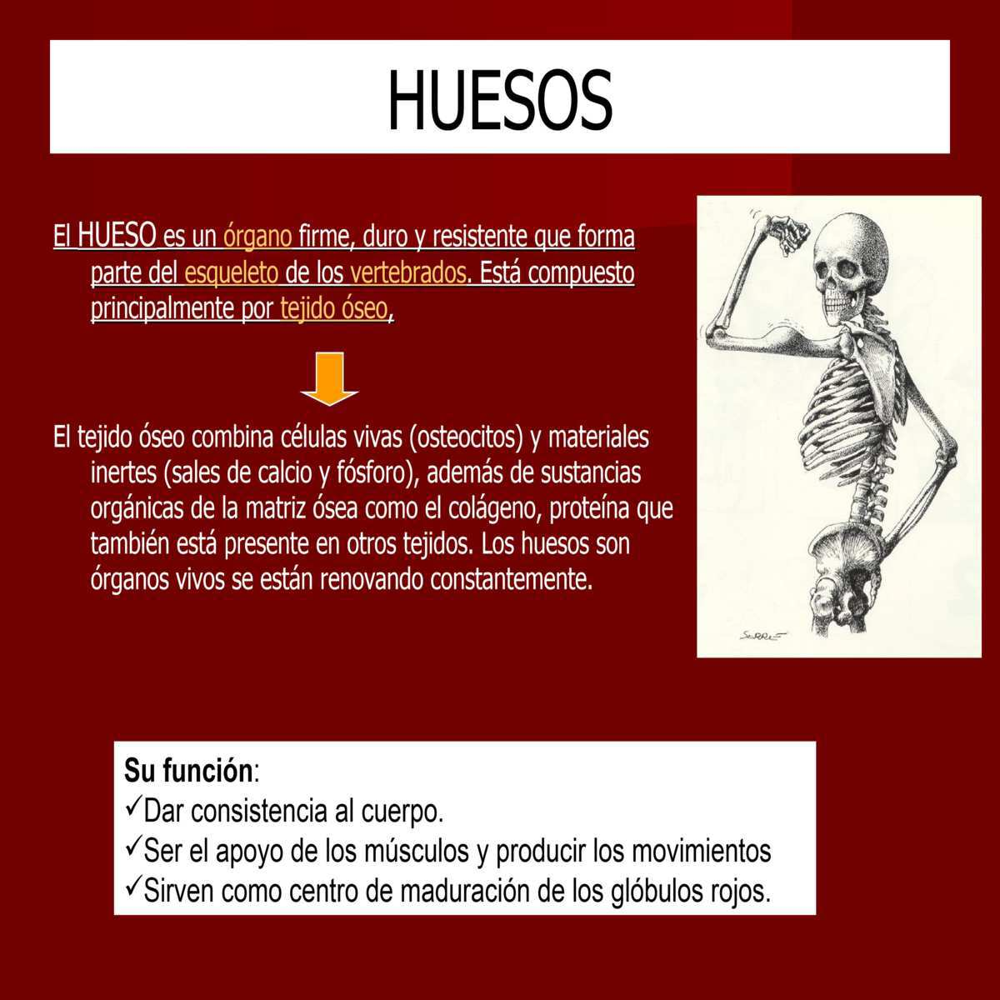 HUESOS
El HUESO es un órgano firme, duro y resistente que forma
parte del esqueleto de los vertebrados. Está compuesto
principalmente por tejido óseo,
El tejido óseo combina células vivas (osteocitos) y materiales
inertes (sales de calcio y fósforo), además de sustancias
orgánicas de la matriz ósea como el colágeno, proteína que
también está presente en otros tejidos. Los huesos son
órganos vivos se están renovando constantemente.
Su función:
✓Dar consistencia al cuerpo.
✓Ser el apoyo de los músculos y producir los movimientos
✓Sirven como centro de maduración de los glóbulos rojos.